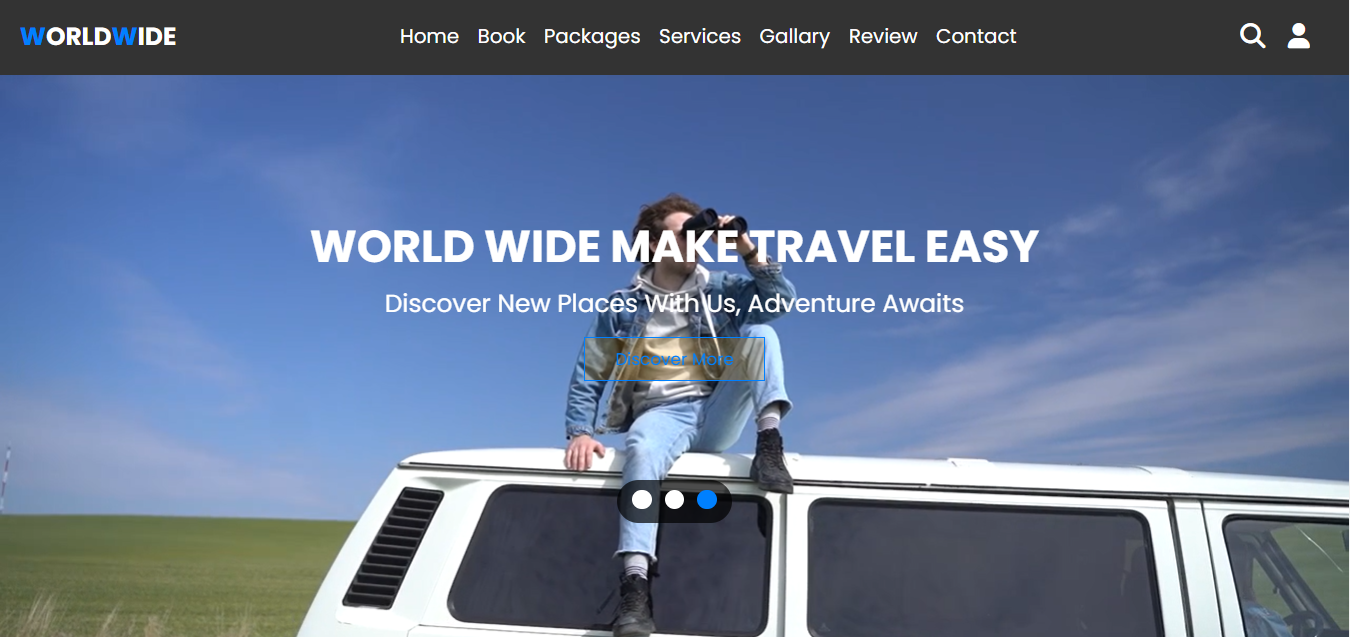 WORLDWIDE
Home Book Packages Services Gallary Review Contact
WORLD WIDE MAKE TRAVEL EASY
Discover New Places With Us, Adventure Awaits
Discover More